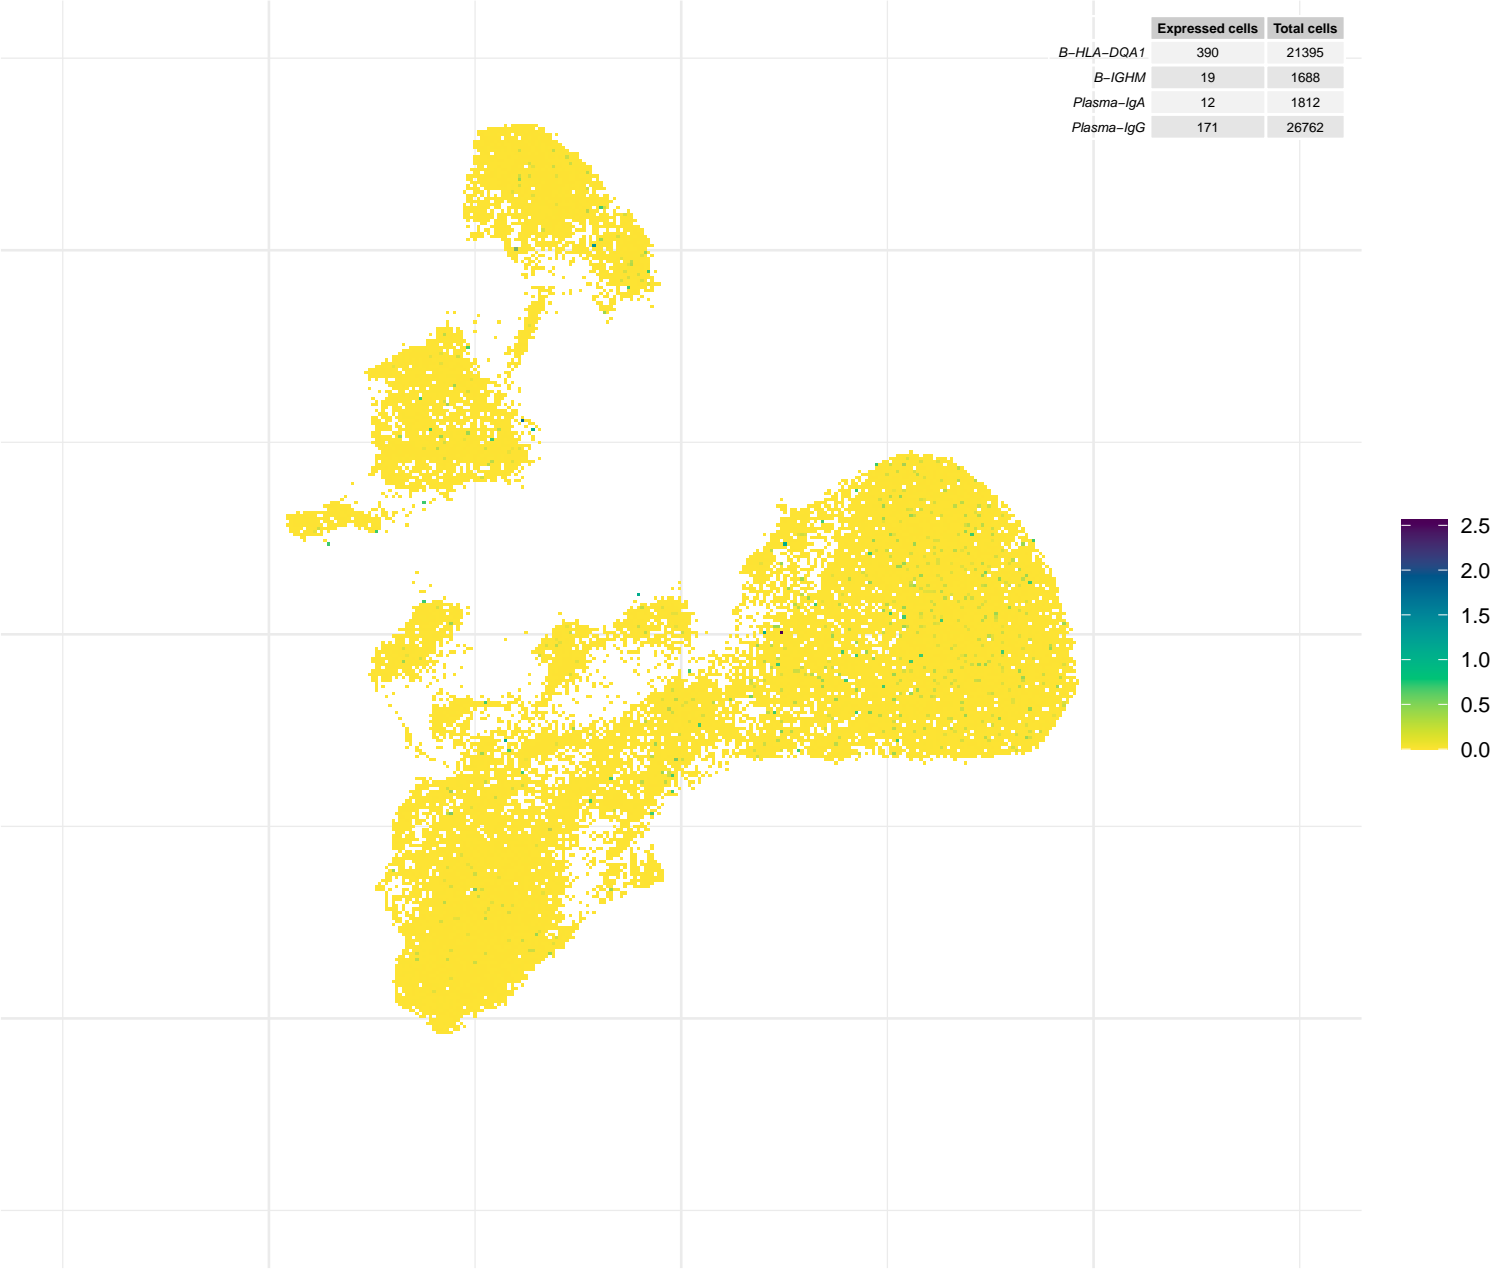 Expressed cells Total cells
B−HLA−DQA1 390 21395
B−IGHM 19 1688
Plasma−IgA 12 1812
Plasma−IgG 171 26762
2.5
2.0
1.5
1.0
0.5
0.0